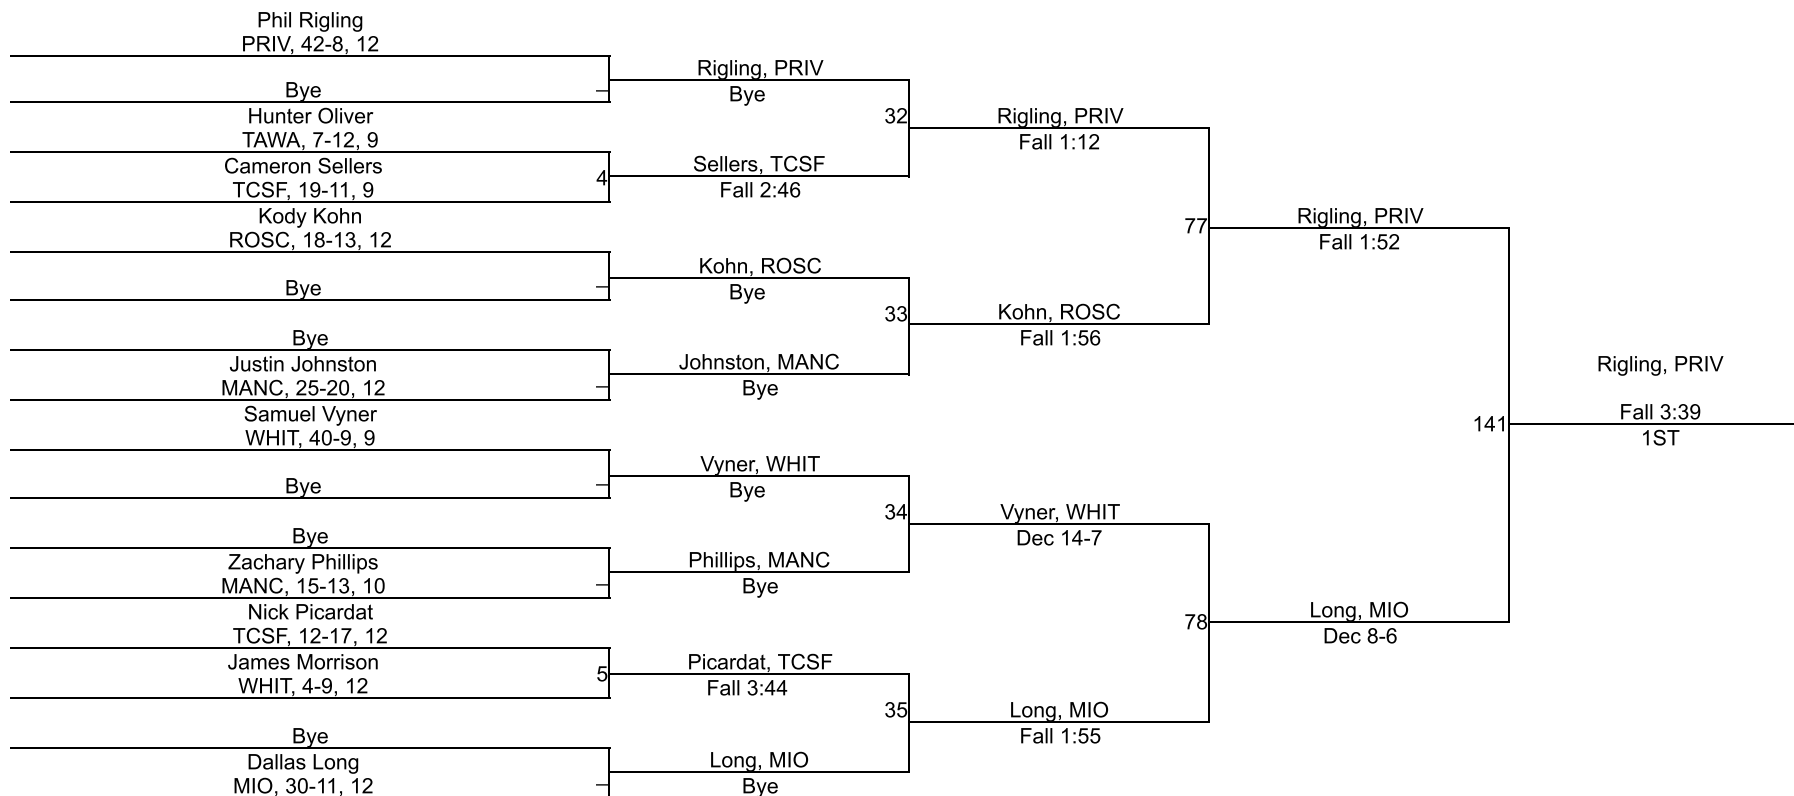 Phil Rigling
PRIV, 42-8, 12
Bye
Hunter Oliver
TAWA, 7-12, 9
Cameron Sellers
TCSF, 19-11, 9
4
Kody Kohn
ROSC, 18-13, 12
Bye
Bye
Justin Johnston
MANC, 25-20, 12
Samuel Vyner
WHIT, 40-9, 9
Bye
Bye
Zachary Phillips
MANC, 15-13, 10
Nick Picardat
TCSF, 12-17, 12
James Morrison
WHIT, 4-9, 12
5
Bye
Dallas Long
MIO, 30-11, 12
Rigling, PRIV
Bye
32
Sellers, TCSF
Fall 2:46
Kohn, ROSC
Bye
33
Johnston, MANC
Bye
Vyner, WHIT
Bye
34
Phillips, MANC
Bye
Picardat, TCSF
Fall 3:44
35
Long, MIO
Bye
Rigling, PRIV
Fall 1:12
77
Kohn, ROSC
Fall 1:56
Vyner, WHIT
Dec 14-7
78
Long, MIO
Fall 1:55
Rigling, PRIV
Fall 1:52
141
Long, MIO
Dec 8-6
Rigling, PRIV
Fall 3:39
1ST